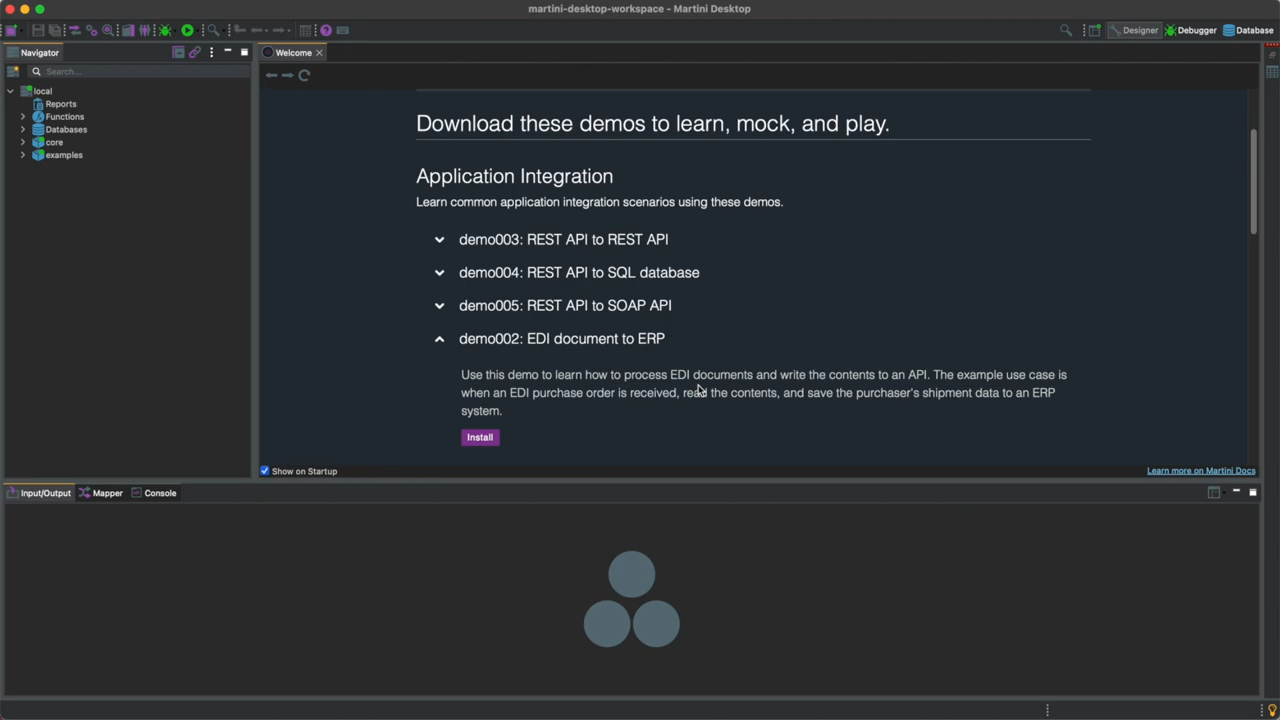 martini-desktop-workspace - Martini Desktop
Designer
Debugger
Database
Navigator
Welcome
Search...
local
Reports
Functions
Databases
core
examples
Download these demos to learn, mock, and play.
Application Integration
Learn common application integration scenarios using these demos.
demo003: REST API to REST API
demo004: REST API to SQL database
demo005: REST API to SOAP API
demo002: EDI document to ERP
Use this demo to learn how to process EDI documents and write the contents to an API. The example use case is
when an EDI purchase order is received, read the contents, and save the purchaser's shipment data to an ERP
system.
Install
Show on Startup
Learn more on Martini Docs
Input/Output
Mapper
Console